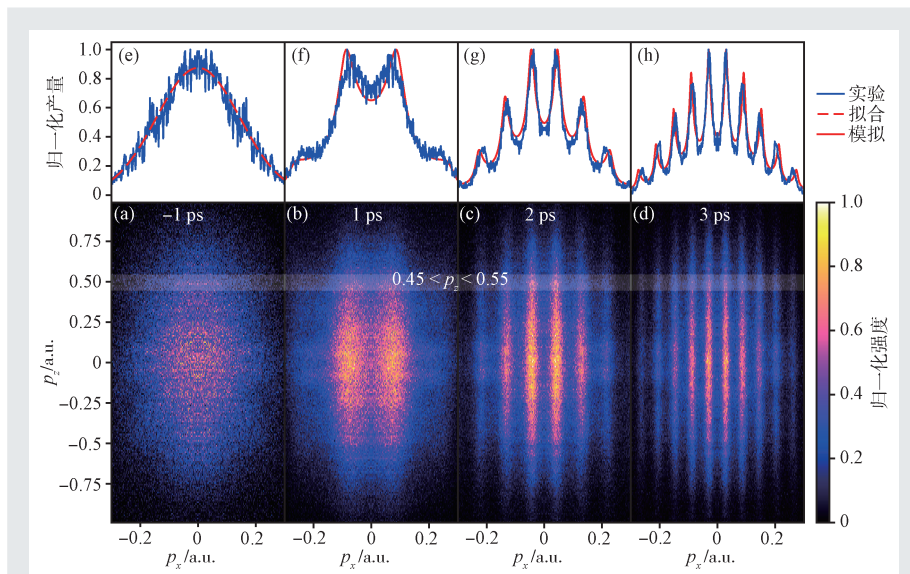 (e) (f) (g) (h)
1.0
0.8
0.6
0.4
0.2
0
归一化产量
实验
拟合
模拟
(a) −1 ps (b) 1 ps (c) 2 ps (d) 3 ps
0.45 < p_z < 0.55
0.75
0.50
0.25
0
−0.25
−0.5
−0.75
p_z/a.u.
1.0
0.8
0.6
0.4
0.2
0
归一化强度
−0.2 0 0.2 −0.2 0 0.2 −0.2 0 0.2 −0.2 0 0.2
p_x/a.u. p_x/a.u. p_x/a.u. p_x/a.u.